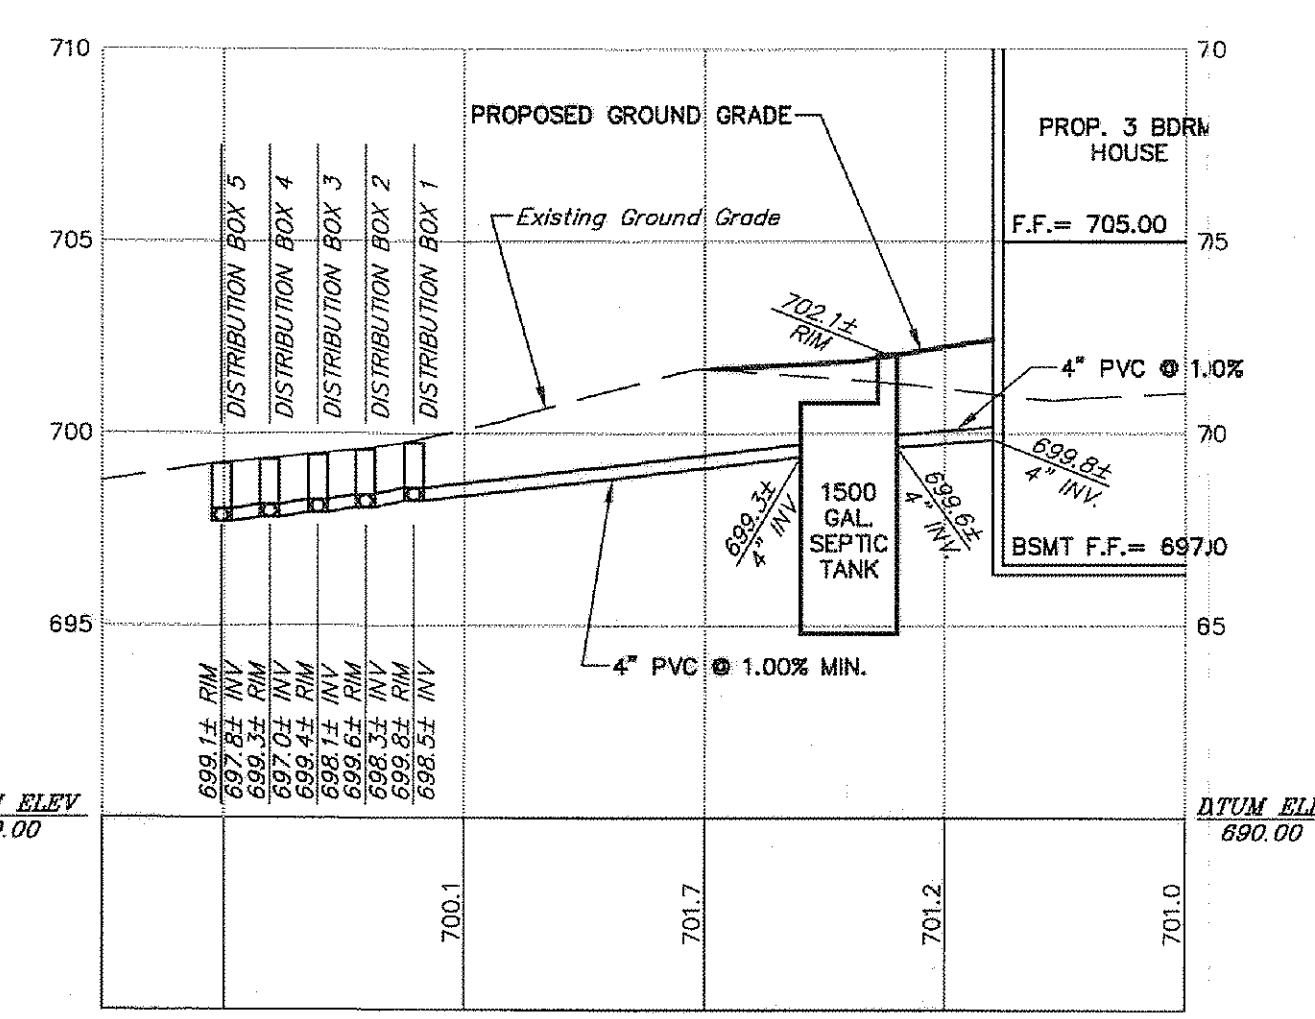 710
70
PROPOSED GROUND GRADE
PROP. 3 BDRM
HOUSE
DISTRIBUTION BOX 5
DISTRIBUTION BOX 4
DISTRIBUTION BOX 3
DISTRIBUTION BOX 2
DISTRIBUTION BOX 1
Existing Ground Grade
F.F.= 705.00
705
75
702.1±
RIM
4" PVC @ 1.0%
700
70
699.8±
4" INV.
699.3±
4" INV
1500
GAL.
SEPTIC
TANK
699.6±
4" INV.
BSMT F.F.= 697.0
695
65
4" PVC @ 1.00% MIN.
699.1± RIM
697.8± INV
699.3± RIM
697.0± INV
699.4± RIM
698.1± INV
699.6± RIM
698.3± INV
699.8± RIM
698.5± INV
ELEV
.00
DTUM EL
690.00
700.1
701.7
701.2
701.0